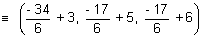 ≡ (-34/6 + 3, -17/6 + 5, -17/6 + 6)